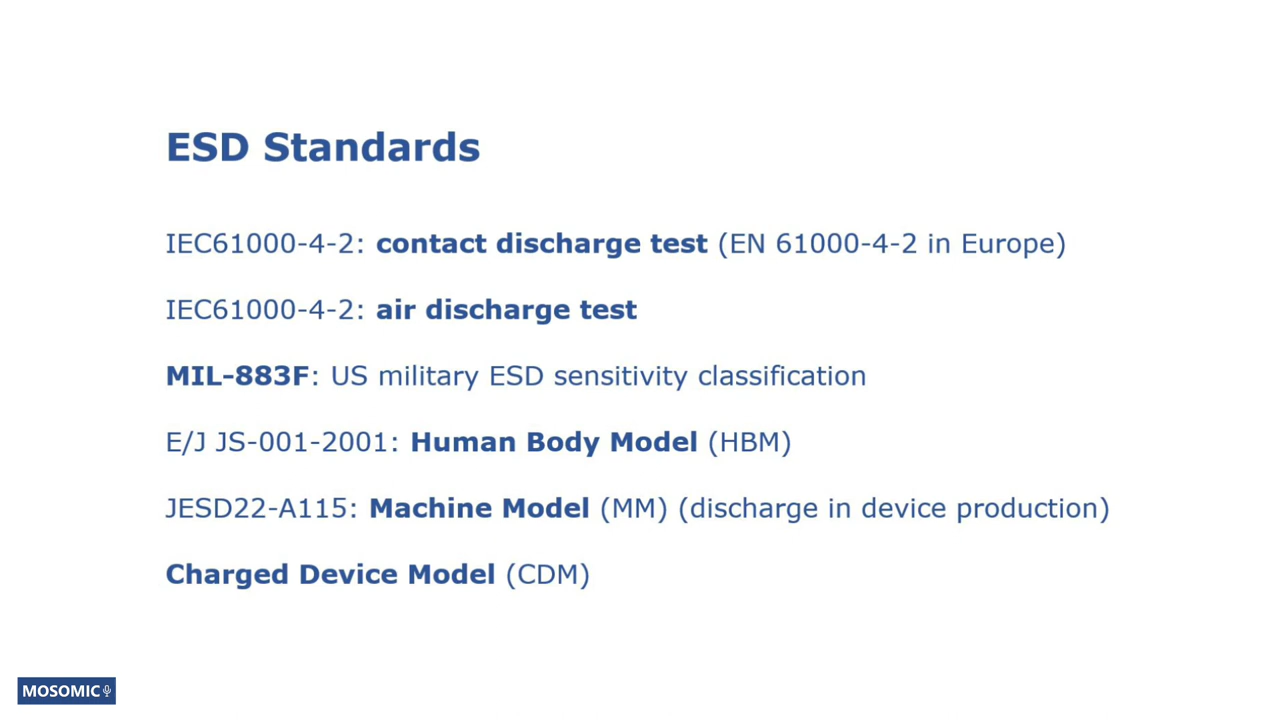 ESD Standards
IEC61000-4-2: contact discharge test (EN 61000-4-2 in Europe)
IEC61000-4-2: air discharge test
MIL-883F: US military ESD sensitivity classification
E/J JS-001-2001: Human Body Model (HBM)
JESD22-A115: Machine Model (MM) (discharge in device production)
Charged Device Model (CDM)
MOSOMIC